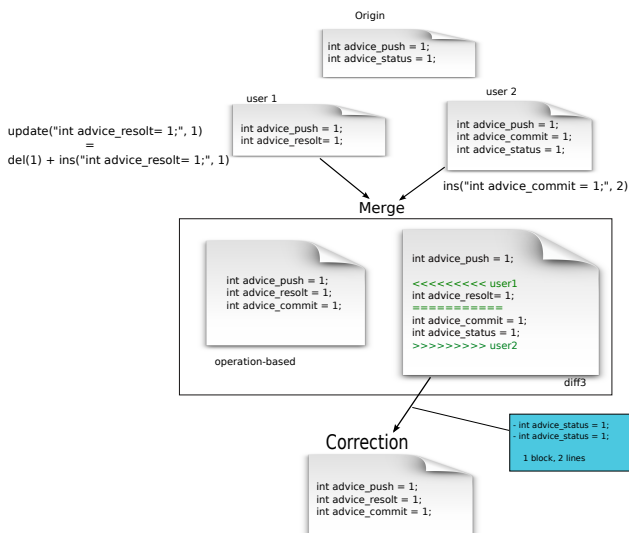 Origin
int advice_push = 1;
int advice_status = 1;
user 1
int advice_push = 1;
int advice_resolt= 1;
user 2
int advice_push = 1;
int advice_commit = 1;
int advice_status = 1;
update("int advice_resolt= 1;", 1)
=
del(1) + ins("int advice_resolt= 1;", 1)
ins("int advice_commit = 1;", 2)
Merge
int advice_push = 1;
int advice_resolt = 1;
int advice_commit = 1;
operation-based
int advice_push = 1;
<<<<<<<<< user1
int advice_resolt= 1;
===========
int advice_commit = 1;
int advice_status = 1;
>>>>>>>>> user2
diff3
- int advice_status = 1;
- int advice_status = 1;
1 block, 2 lines
Correction
int advice_push = 1;
int advice_resolt = 1;
int advice_commit = 1;